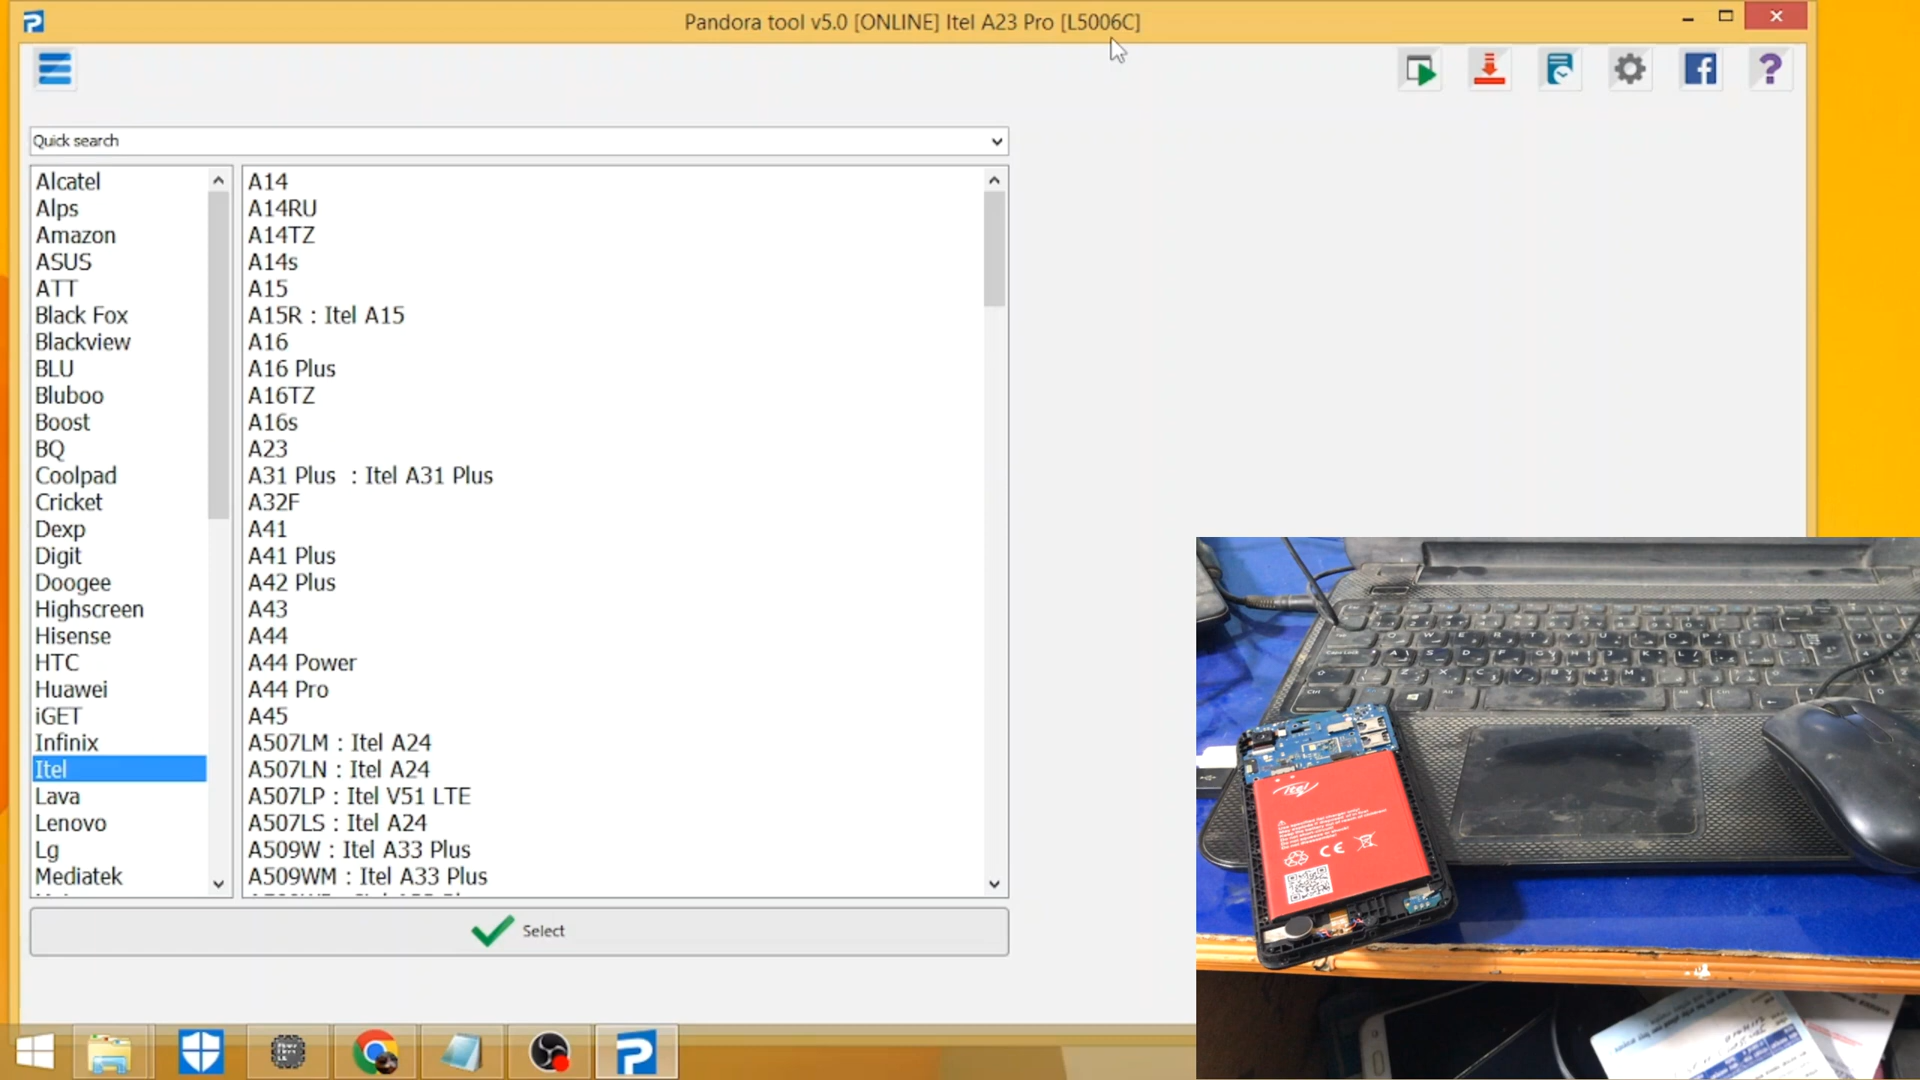 Pandora tool v5.0 [ONLINE] Itel A23 Pro [L5006C]
Quick search
Alcatel
Alps
Amazon
ASUS
ATT
Black Fox
Blackview
BLU
Bluboo
Boost
BQ
Coolpad
Cricket
Dexp
Digit
Doogee
Highscreen
Hisense
HTC
Huawei
iGET
Infinix
Itel
Lava
Lenovo
Lg
Mediatek
A14
A14RU
A14TZ
A14s
A15
A15R : Itel A15
A16
A16 Plus
A16TZ
A16s
A23
A31 Plus : Itel A31 Plus
A32F
A41
A41 Plus
A42 Plus
A43
A44
A44 Power
A44 Pro
A45
A507LM : Itel A24
A507LN : Itel A24
A507LP : Itel V51 LTE
A507LS : Itel A24
A509W : Itel A33 Plus
A509WM : Itel A33 Plus
Select
itel
CE